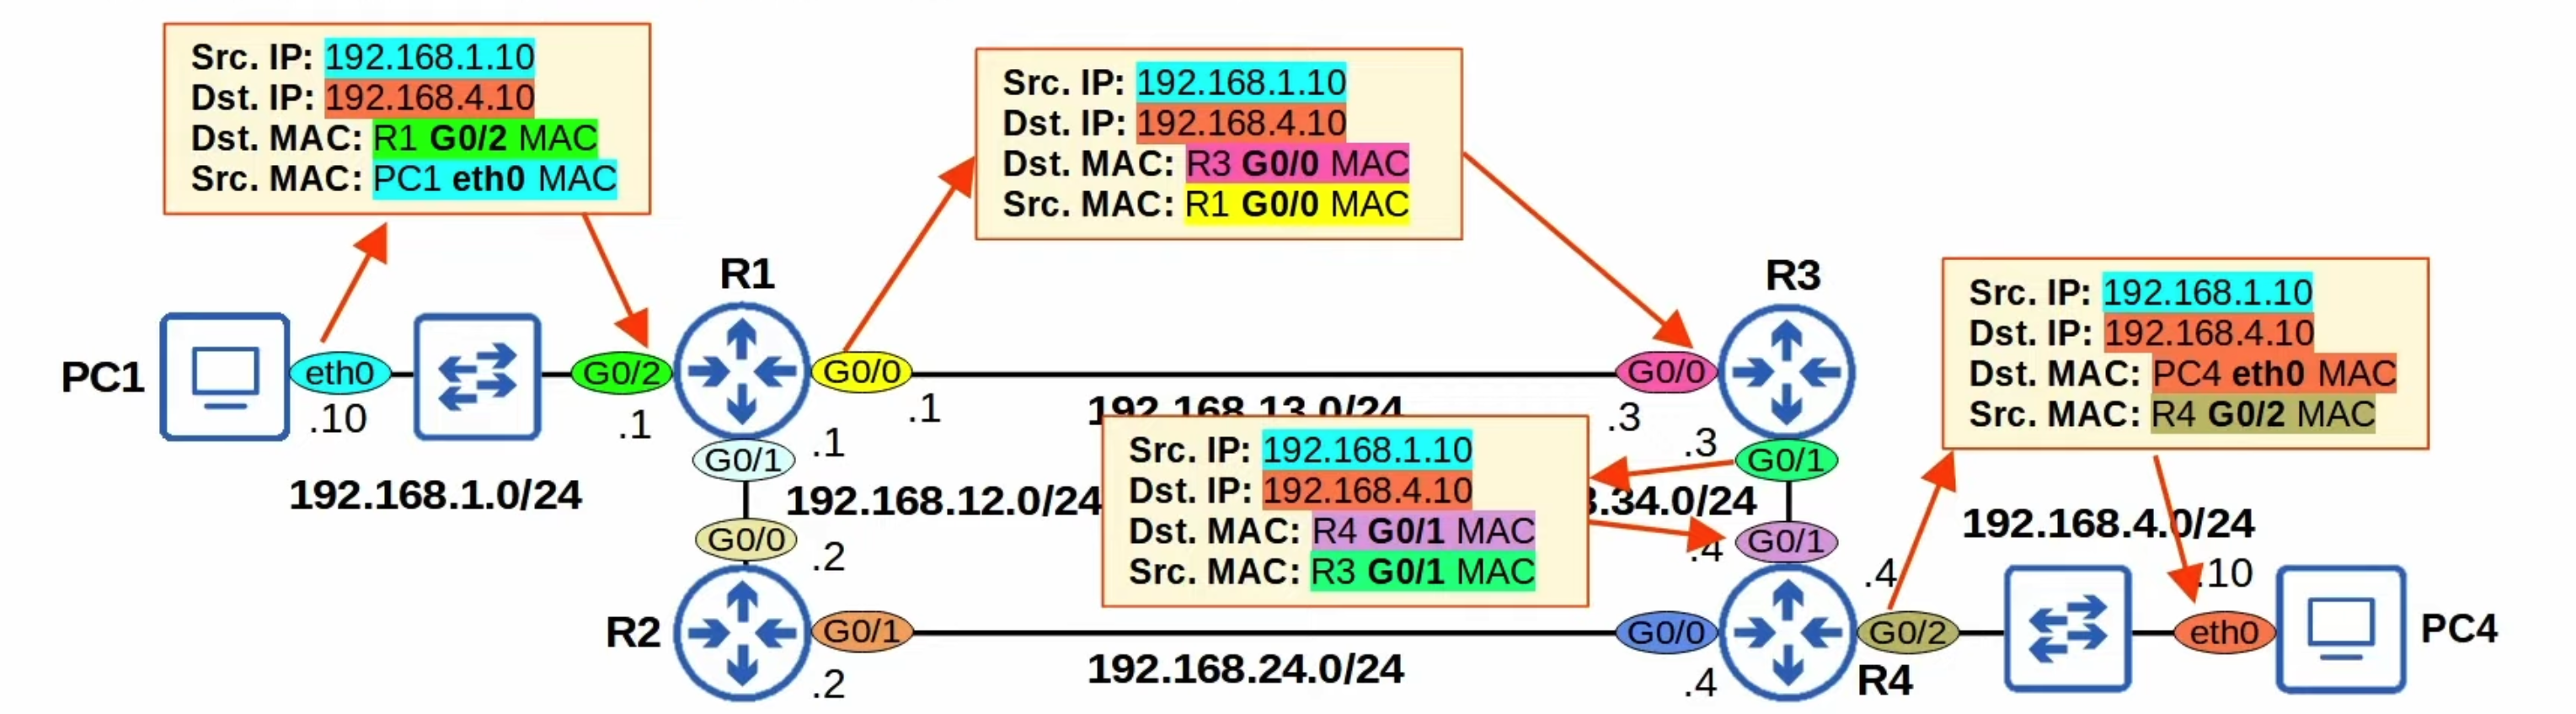 Src. IP: 192.168.1.10
Dst. IP: 192.168.4.10
Dst. MAC: R1 G0/2 MAC
Src. MAC: PC1 eth0 MAC
Src. IP: 192.168.1.10
Dst. IP: 192.168.4.10
Dst. MAC: R3 G0/0 MAC
Src. MAC: R1 G0/0 MAC
Src. IP: 192.168.1.10
Dst. IP: 192.168.4.10
Dst. MAC: PC4 eth0 MAC
Src. MAC: R4 G0/2 MAC
R1
R3
PC1
eth0
.10
G0/2
.1
G0/0
.1
192.168.13.0/24
G0/0
.3
192.168.1.0/24
G0/1
.1
192.168.12.0/24
Src. IP: 192.168.1.10
Dst. IP: 192.168.4.10
Dst. MAC: R4 G0/1 MAC
Src. MAC: R3 G0/1 MAC
.3
G0/1
3.34.0/24
.4
G0/1
192.168.4.0/24
G0/0
.2
R2
G0/1
.2
192.168.24.0/24
G0/0
.4
R4
.4
G0/2
.10
eth0
PC4